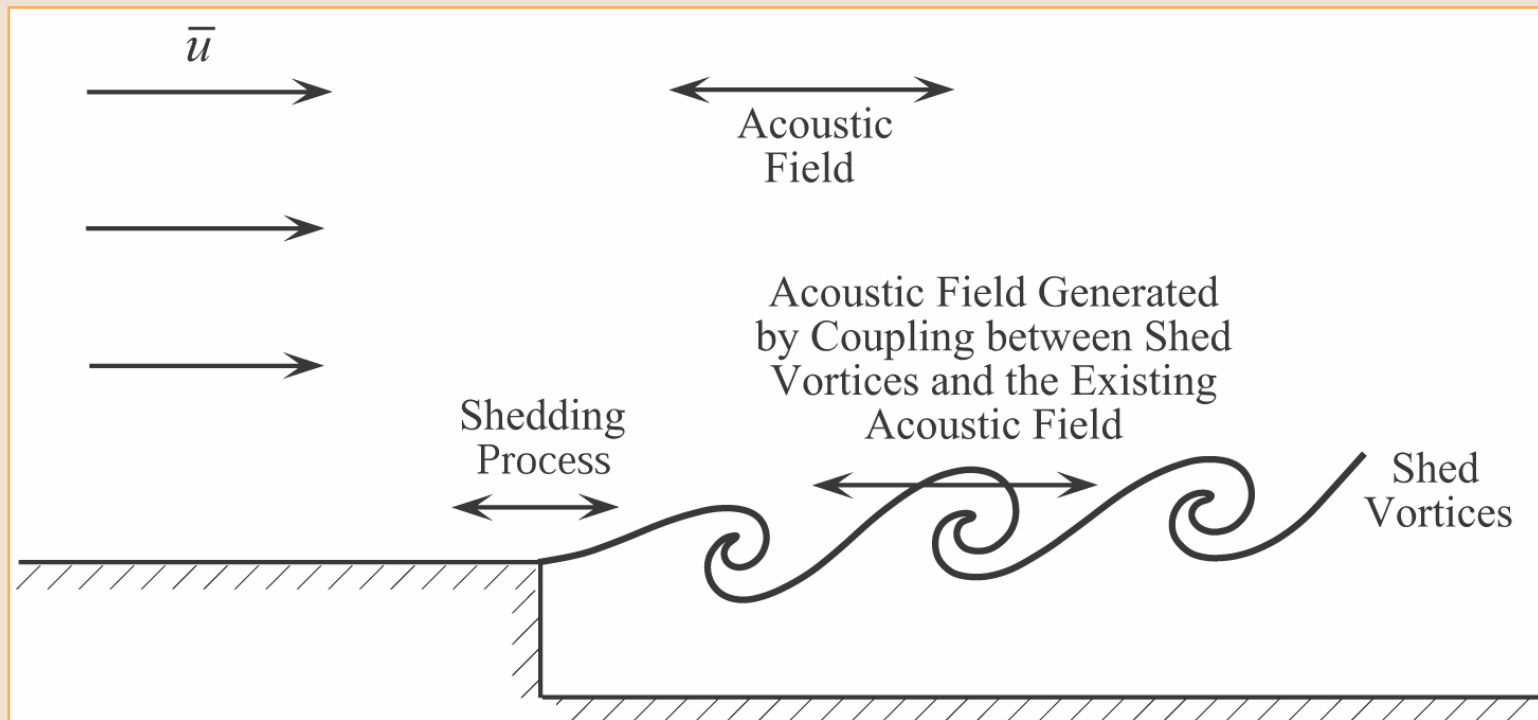 u̅
Acoustic
Field
Acoustic Field Generated
by Coupling between Shed
Vortices and the Existing
Acoustic Field
Shedding
Process
Shed
Vortices